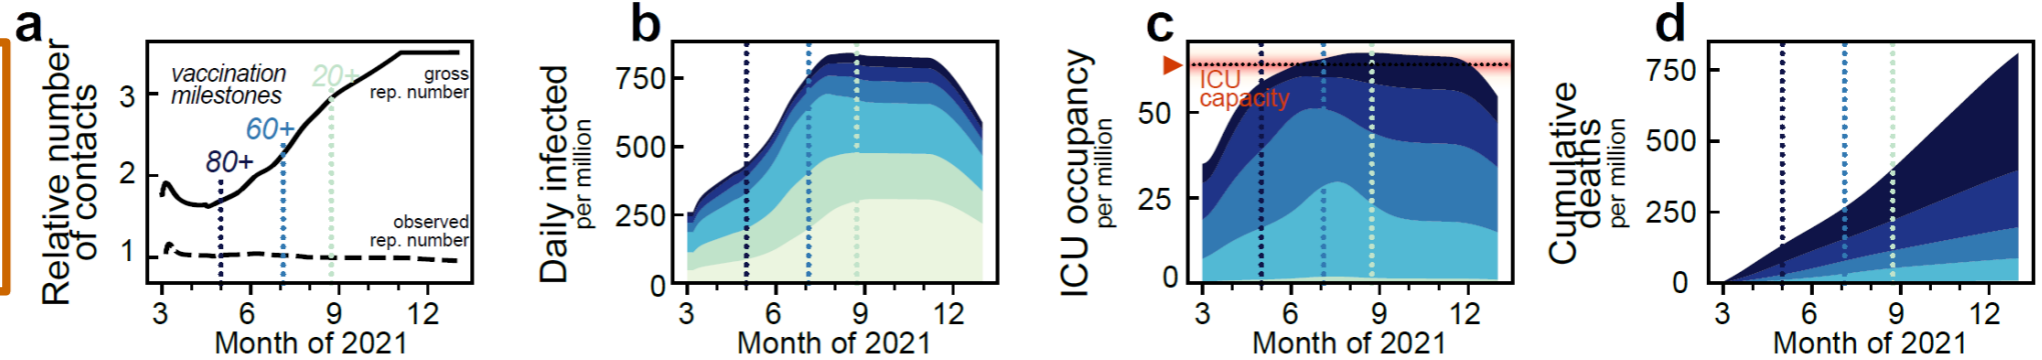 a
Relative number
of contacts
3
2
1
vaccination
milestones
20+
60+
80+
gross
rep. number
observed
rep. number
3
6
9
12
Month of 2021
b
Daily infected
per million
750
500
250
0
3
6
9
12
Month of 2021
c
ICU occupancy
per million
50
25
0
ICU
capacity
3
6
9
12
Month of 2021
d
Cumulative
deaths
per million
750
500
250
0
3
6
9
12
Month of 2021